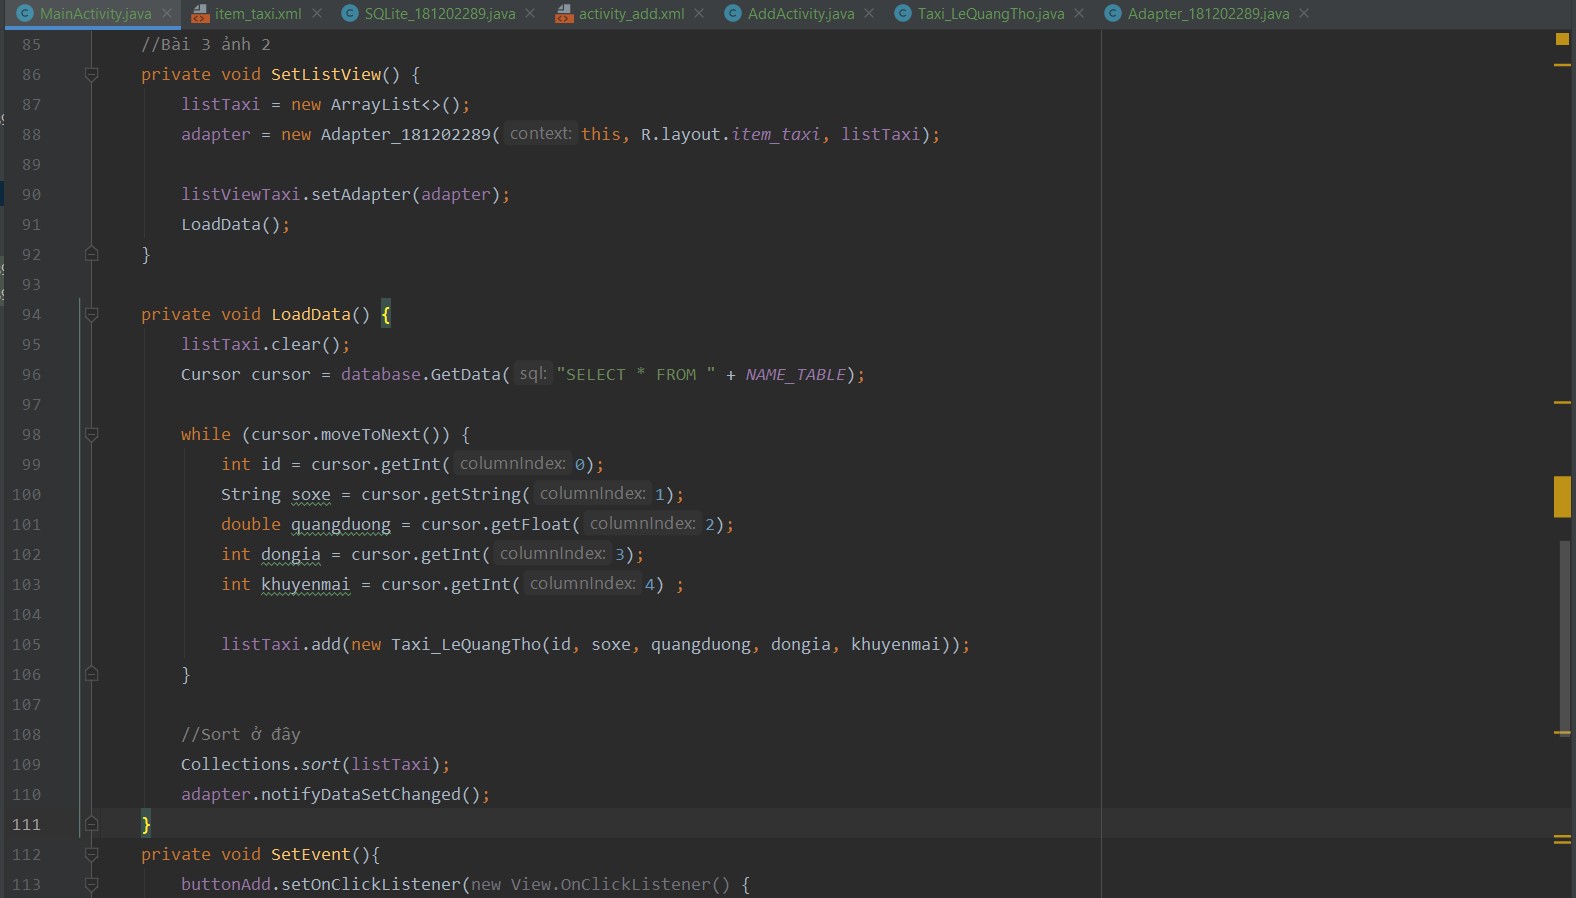 MainActivity.java item_taxi.xml SQLite_181202289.java activity_add.xml AddActivity.java Taxi_LeQuangTho.java Adapter_181202289.java
85 //Bài 3 ảnh 2
86 private void SetListView() {
87 listTaxi = new ArrayList<>();
88 adapter = new Adapter_181202289( context: this, R.layout.item_taxi, listTaxi);
89
90 listViewTaxi.setAdapter(adapter);
91 LoadData();
92 }
93
94 private void LoadData() {
95 listTaxi.clear();
96 Cursor cursor = database.GetData( sql: "SELECT * FROM " + NAME_TABLE);
97
98 while (cursor.moveToNext()) {
99 int id = cursor.getInt( columnIndex: 0);
100 String soxe = cursor.getString( columnIndex: 1);
101 double quangduong = cursor.getFloat( columnIndex: 2);
102 int dongia = cursor.getInt( columnIndex: 3);
103 int khuyenmai = cursor.getInt( columnIndex: 4) ;
104
105 listTaxi.add(new Taxi_LeQuangTho(id, soxe, quangduong, dongia, khuyenmai));
106 }
107
108 //Sort ở đây
109 Collections.sort(listTaxi);
110 adapter.notifyDataSetChanged();
111 }
112 private void SetEvent(){
113 buttonAdd.setOnClickListener(new View.OnClickListener() {